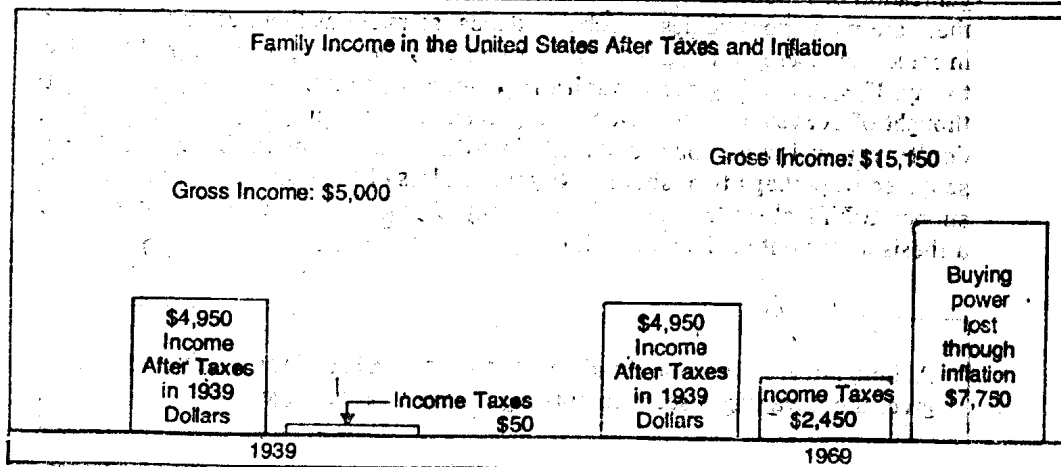 Family Income in the United States After Taxes and Inflation
Gross Income: $5,000
Gross Income: $15,150
$4,950
Income
After Taxes
in 1939
Dollars
Income Taxes
$50
1939
$4,950
Income
After Taxes
in 1939
Dollars
Income Taxes
$2,450
Buying
power
lost
through
inflation
$7,750
1969